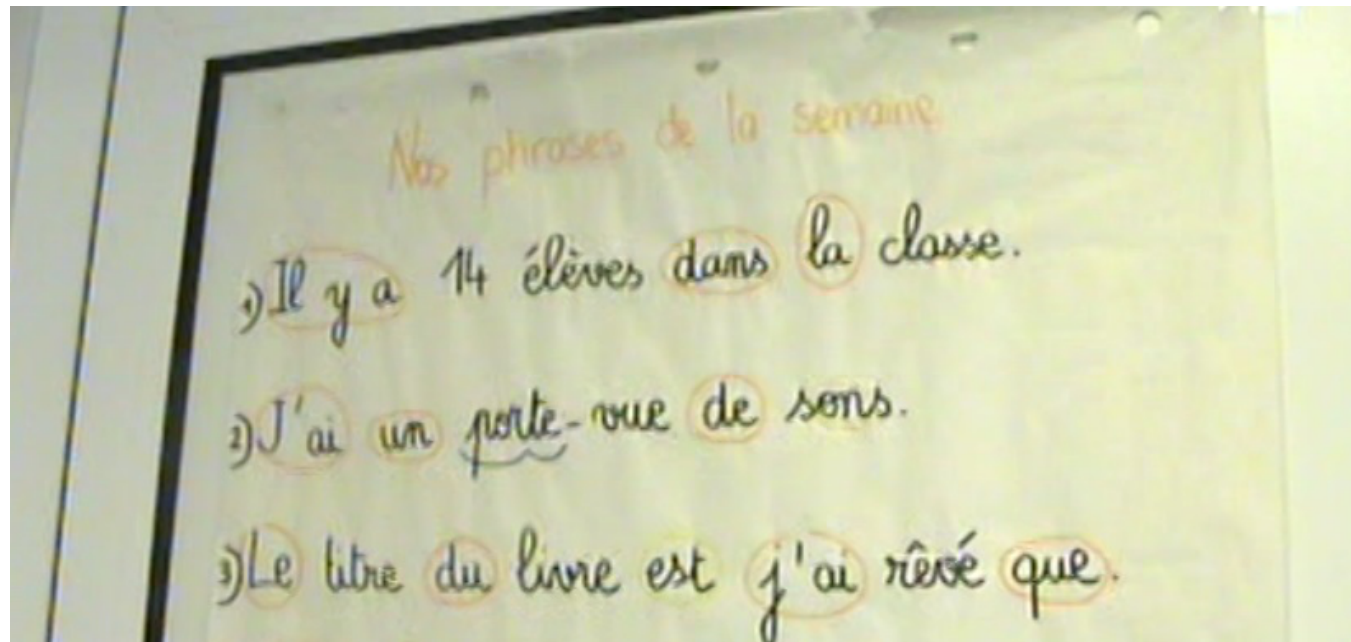 Nos phrases de la semaine
1) Il y a 14 élèves dans la classe.
2) J'ai un porte-vue de sons.
3) Le titre du livre est j'ai rêvé que.